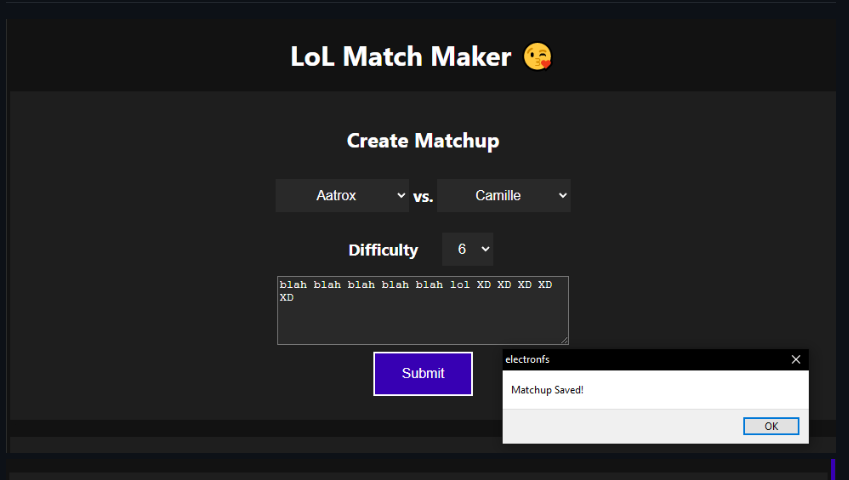 LoL Match Maker 😘
Create Matchup
Aatrox vs. Camille
Difficulty 6
blah blah blah blah blah lol XD XD XD XD
XD
Submit
electronfs
Matchup Saved!
OK